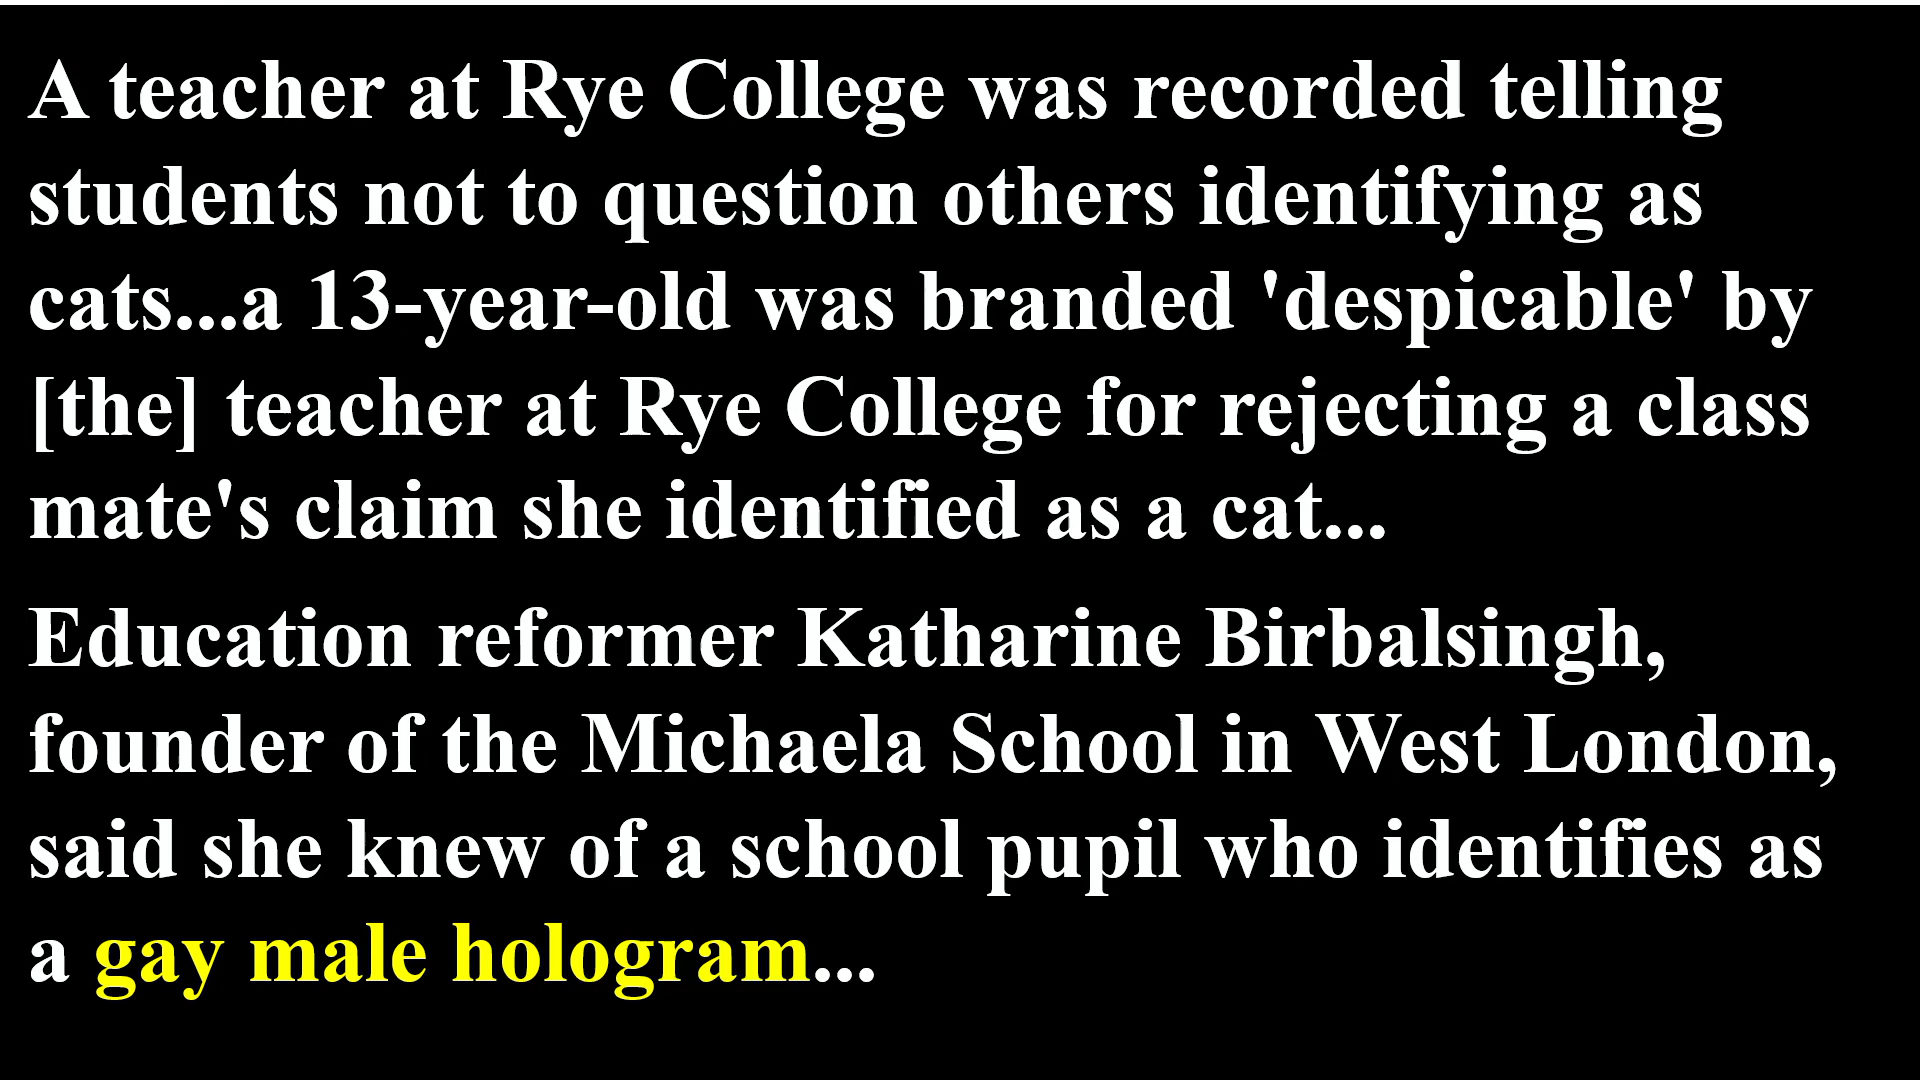 A teacher at Rye College was recorded telling
students not to question others identifying as
cats...a 13-year-old was branded 'despicable' by
[the] teacher at Rye College for rejecting a class
mate's claim she identified as a cat...
Education reformer Katharine Birbalsingh,
founder of the Michaela School in West London,
said she knew of a school pupil who identifies as
a gay male hologram...